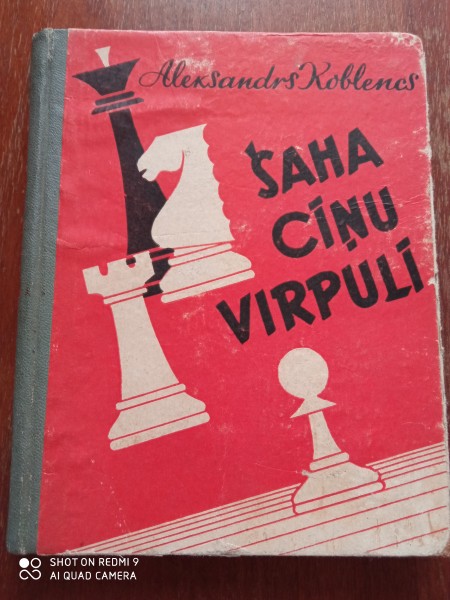 Aleksandrs Koblencs
ŠAHA
CĪŅU
VIRPULĪ
SHOT ON REDMI 9
AI QUAD CAMERA